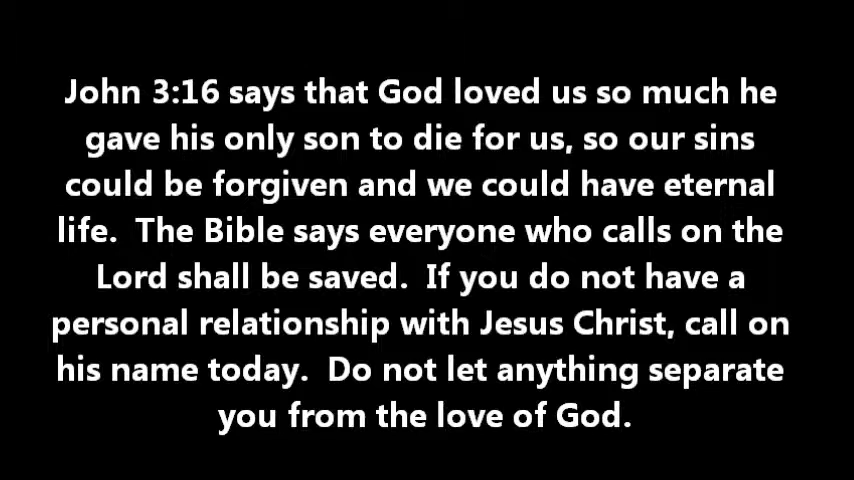 John 3:16 says that God loved us so much he
gave his only son to die for us, so our sins
could be forgiven and we could have eternal
life.  The Bible says everyone who calls on the
Lord shall be saved.  If you do not have a
personal relationship with Jesus Christ, call on
his name today.  Do not let anything separate
you from the love of God.